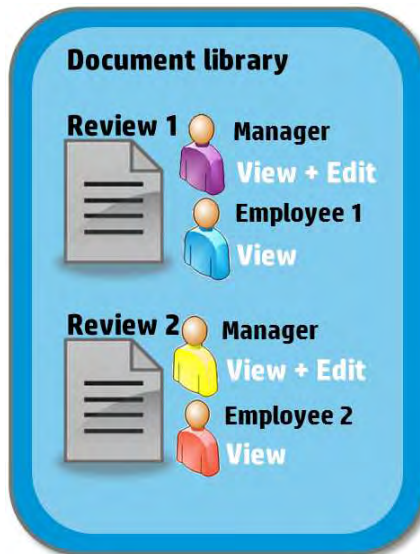 Document library
Review 1
Manager
View + Edit
Employee 1
View
Review 2
Manager
View + Edit
Employee 2
View